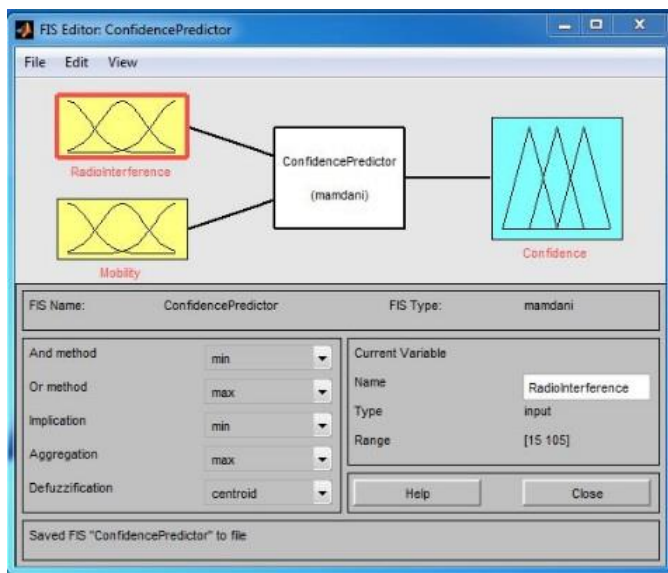 FIS Editor: ConfidencePredictor
File Edit View
RadioInterference
Mobility
ConfidencePredictor
(mamdani)
Confidence
FIS Name: ConfidencePredictor FIS Type: mamdani
And method min
Or method max
Implication min
Aggregation max
Defuzzification centroid
Current Variable
Name RadioInterference
Type input
Range [15 105]
Help Close
Saved FIS "ConfidencePredictor" to file